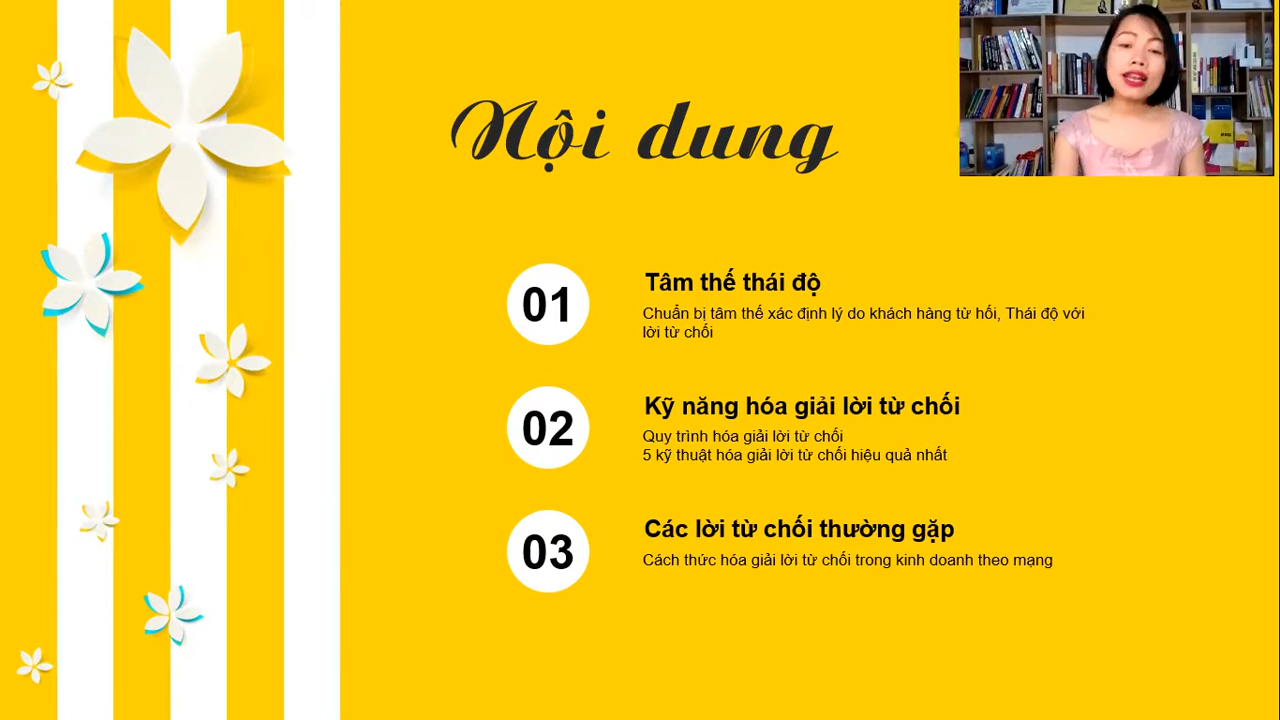 Nội dung
01
Tâm thế thái độ
Chuẩn bị tâm thế xác định lý do khách hàng từ hối, Thái độ với
lời từ chối
02
Kỹ năng hóa giải lời từ chối
Quy trình hóa giải lời từ chối
5 kỹ thuật hóa giải lời từ chối hiệu quả nhất
03
Các lời từ chối thường gặp
Cách thức hóa giải lời từ chối trong kinh doanh theo mạng